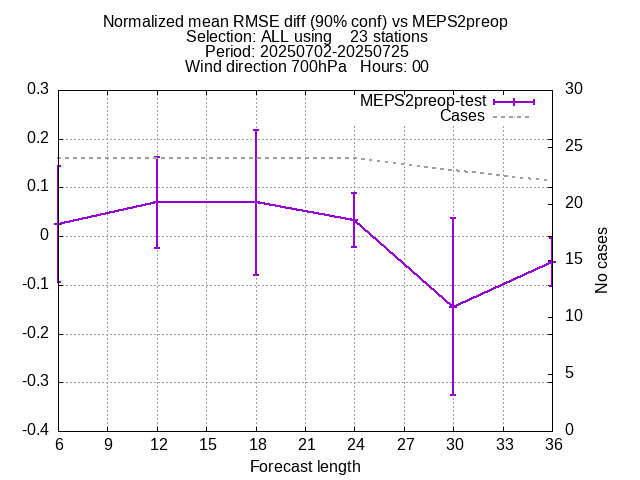 Normalized mean RMSE diff (90% conf) vs MEPS2preop
Selection: ALL using    23 stations
Period: 20250702-20250725
Wind direction 700hPa   Hours: 00
MEPS2preop-test
Cases
0.3
0.2
0.1
0
-0.1
-0.2
-0.3
-0.4
30
25
20
15
10
5
0
No cases
6 9 12 15 18 21 24 27 30 33 36
Forecast length